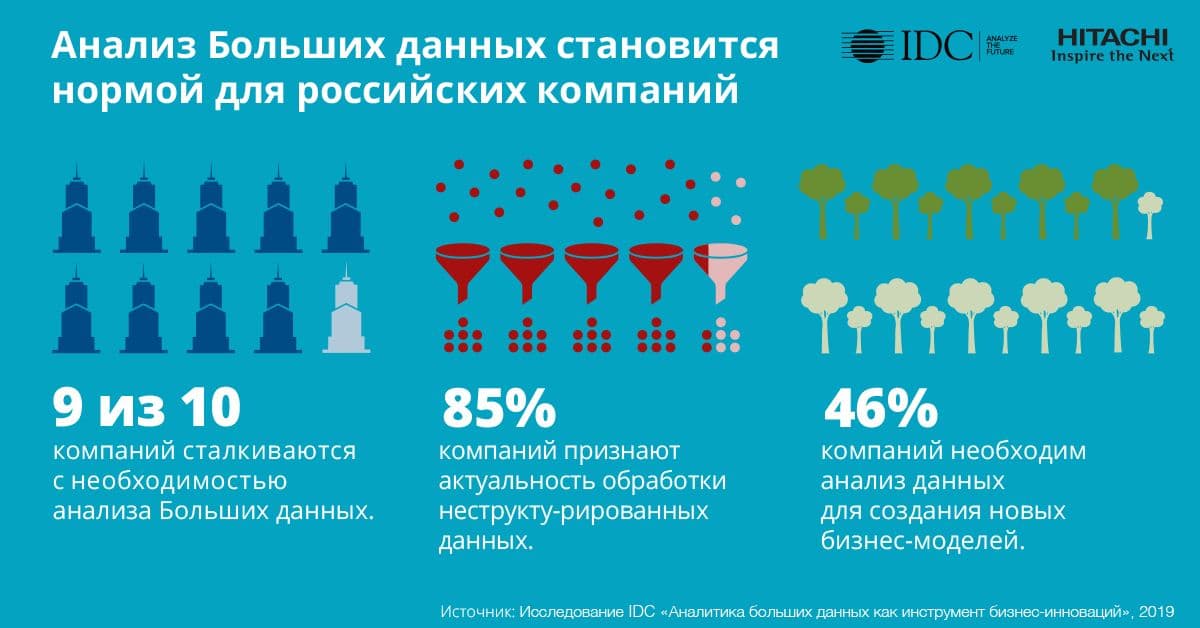 Анализ Больших данных становится
нормой для российских компаний
IDC
ANALYZE
THE
FUTURE
HITACHI
Inspire the Next
9 из 10
компаний сталкиваются
с необходимостью
анализа Больших данных.
85%
компаний признают
актуальность обработки
неструкту-рированных
данных.
46%
компаний необходим
анализ данных
для создания новых
бизнес-моделей.
Источник: Исследование IDC «Аналитика больших данных как инструмент бизнес-инноваций», 2019